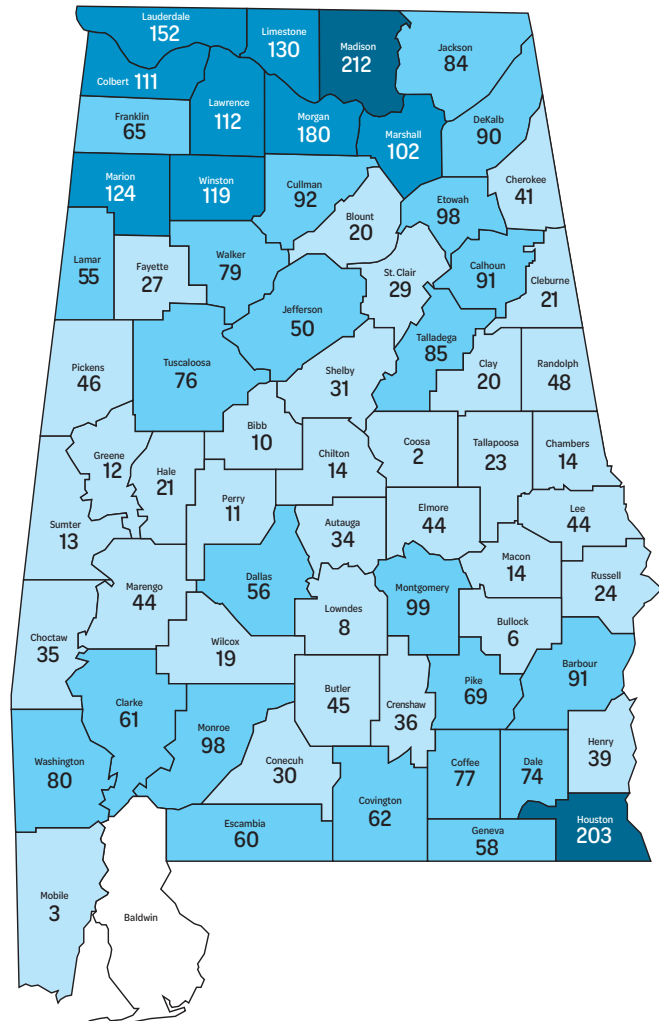 Lauderdale
152
Limestone
130
Madison
212
Jackson
84
Colbert 111
Franklin
65
Lawrence
112
Morgan
180
Marshall
102
DeKalb
90
Marion
124
Winston
119
Cullman
92
Blount
20
Etowah
98
Cherokee
41
Lamar
55
Fayette
27
Walker
79
Jefferson
50
St. Clair
29
Calhoun
91
Cleburne
21
Pickens
46
Tuscaloosa
76
Shelby
31
Talladega
85
Clay
20
Randolph
48
Greene
12
Hale
21
Bibb
10
Chilton
14
Coosa
2
Tallapoosa
23
Chambers
14
Sumter
13
Perry
11
Autauga
34
Elmore
44
Lee
44
Macon
14
Russell
24
Marengo
44
Dallas
56
Lowndes
8
Montgomery
99
Bullock
6
Choctaw
35
Wilcox
19
Butler
45
Crenshaw
36
Pike
69
Barbour
91
Clarke
61
Washington
80
Monroe
98
Conecuh
30
Covington
62
Coffee
77
Dale
74
Henry
39
Escambia
60
Geneva
58
Houston
203
Mobile
3
Baldwin